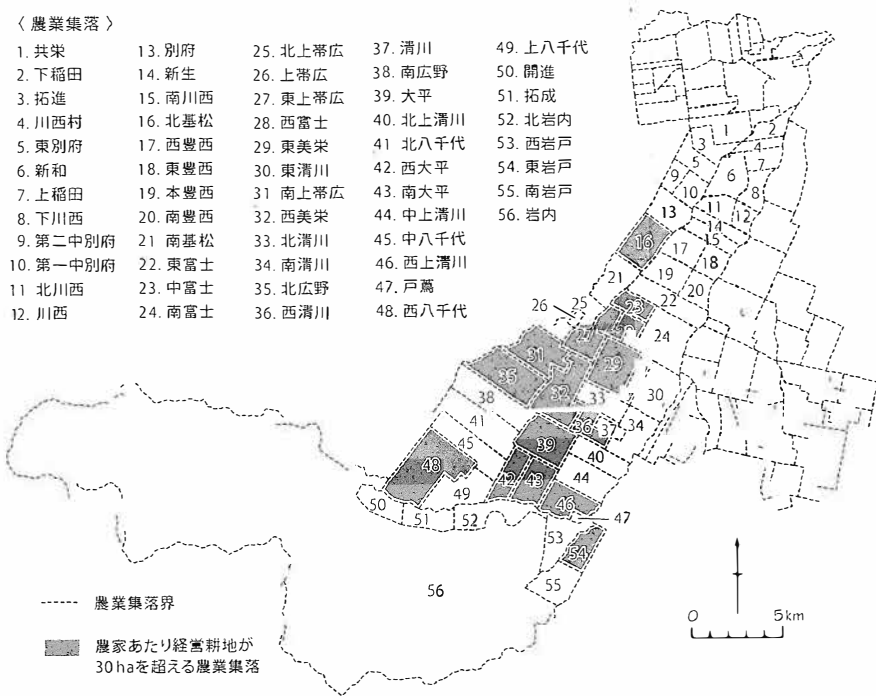 〈 農業集落 〉
1. 共栄
2. 下稲田
3. 拓進
4. 川西村
5. 東別府
6. 新和
7. 上稲田
8. 下川西
9. 第二中別府
10. 第一中別府
11 北川西
12. 川西
13. 別府
14. 新生
15. 南川西
16. 北基松
17. 西豊西
18. 東豊西
19. 本豊西
20. 南豊西
21 南基松
22. 東富士
23. 中富士
24. 南富士
25. 北上帯広
26. 上帯広
27. 東上帯広
28. 西富士
29. 東美栄
30. 東清川
31 南上帯広
32. 西美栄
33. 北清川
34. 南清川
35. 北広野
36. 西清川
37. 清川
38. 南広野
39. 大平
40. 北上清川
41 北八千代
42. 西大平
43. 南大平
44. 中上清川
45. 中八千代
46. 西上清川
47. 戸蔦
48. 西八千代
49. 上八千代
50. 開進
51. 拓成
52. 北岩内
53. 西岩戸
54. 東岩戸
55. 南岩戸
56. 岩内
1
2
3
4
5
6
7
8
9
10
11
12
13
14
15
16
17
18
19
20
21
22
23
24
25
26
27
29
30
31
32
33
34
35
36
37
38
39
40
41
42
43
44
45
46
47
48
49
50
51
52
53
54
55
56
農業集落界
農家あたり経営耕地が
30haを超える農業集落
0 5km